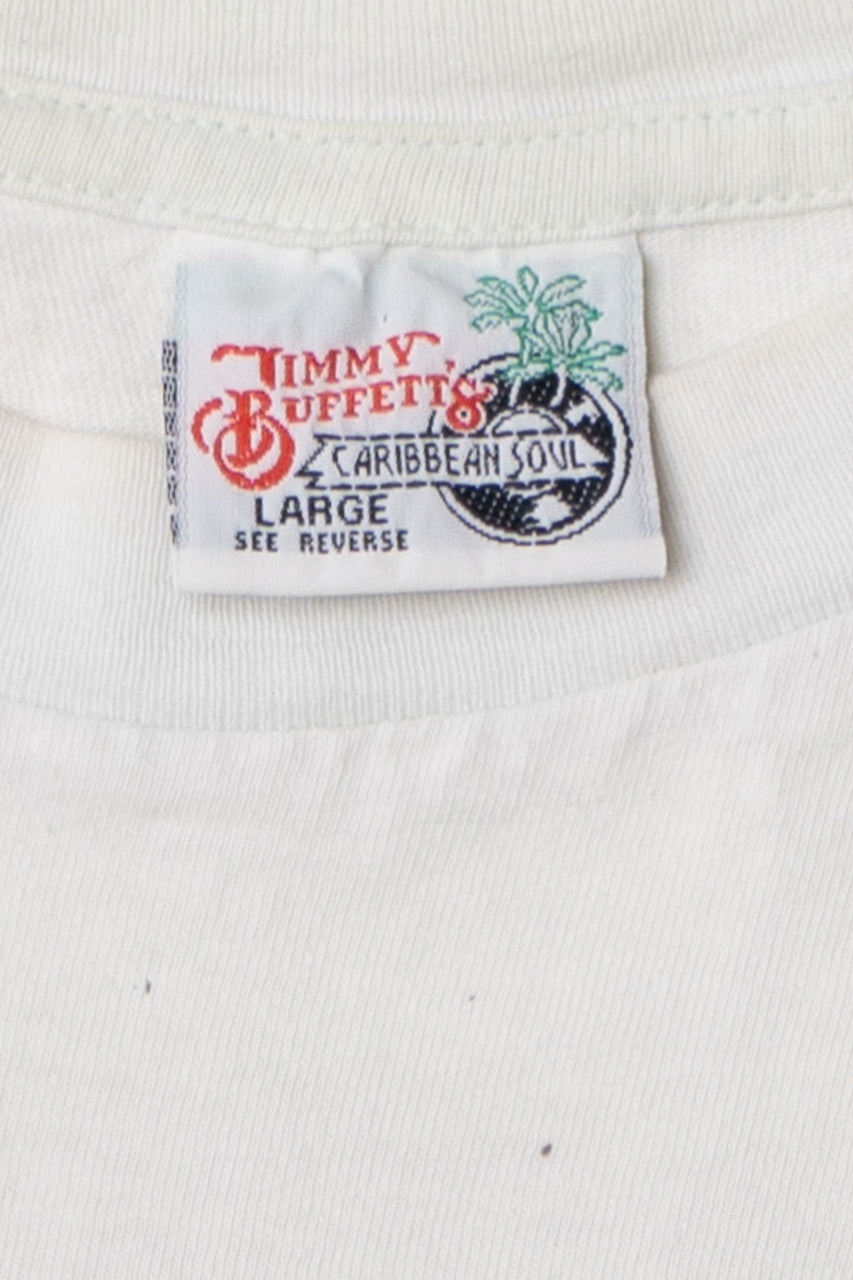 JIMMY
BUFFETT'S
CARIBBEAN SOUL
LARGE
SEE REVERSE